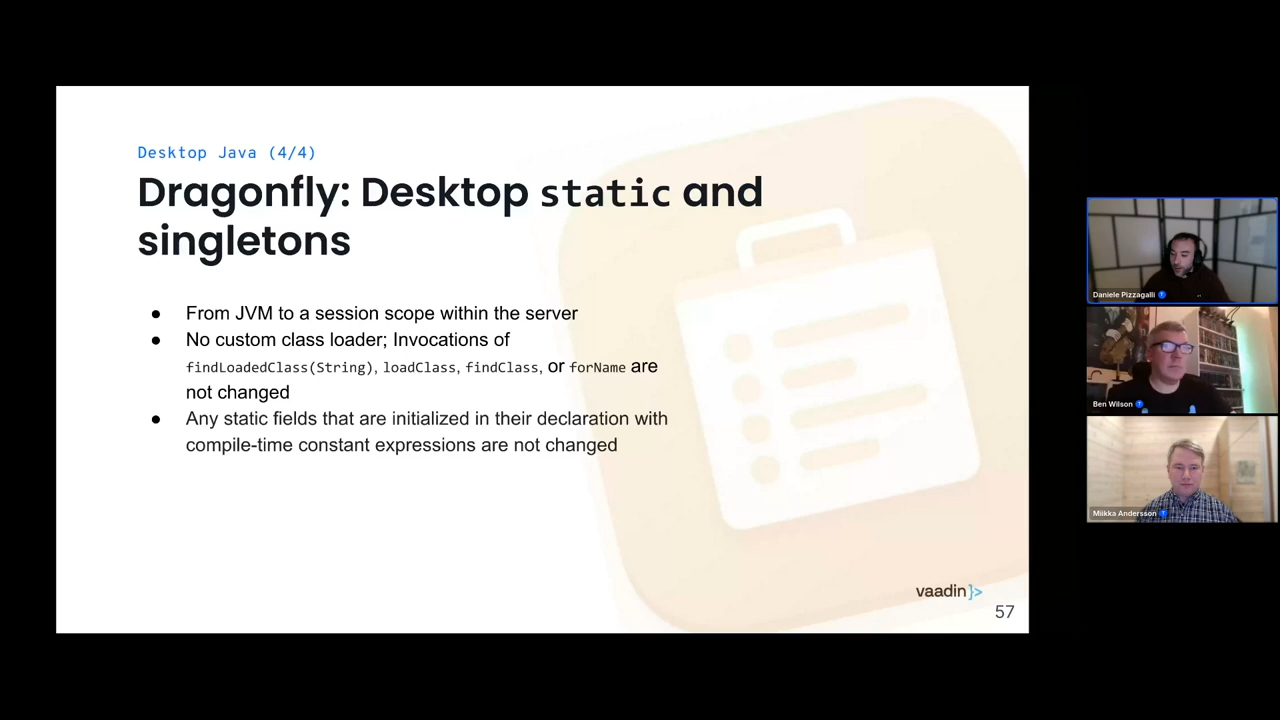 Desktop Java (4/4)
Dragonfly: Desktop static and
singletons
● From JVM to a session scope within the server
● No custom class loader; Invocations of
findLoadedClass(String), loadClass, findClass, or forName are
not changed
● Any static fields that are initialized in their declaration with
compile-time constant expressions are not changed
vaadin}>
57
Daniele Pizzagalli
Ben Wilson
Miikka Andersson